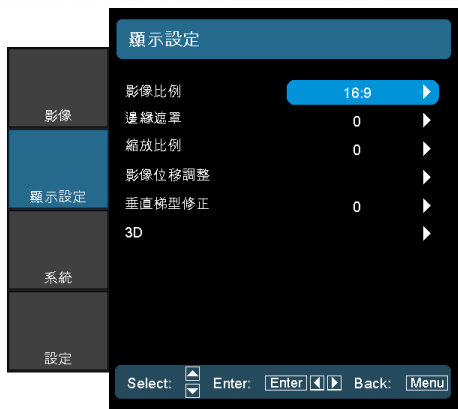 顯示設定
影像比例 16:9
邊緣遮罩 0
縮放比例 0
影像位移調整
垂直梯型修正 0
3D
影像
顯示設定
系統
設定
Select: Enter: Enter Back: Menu